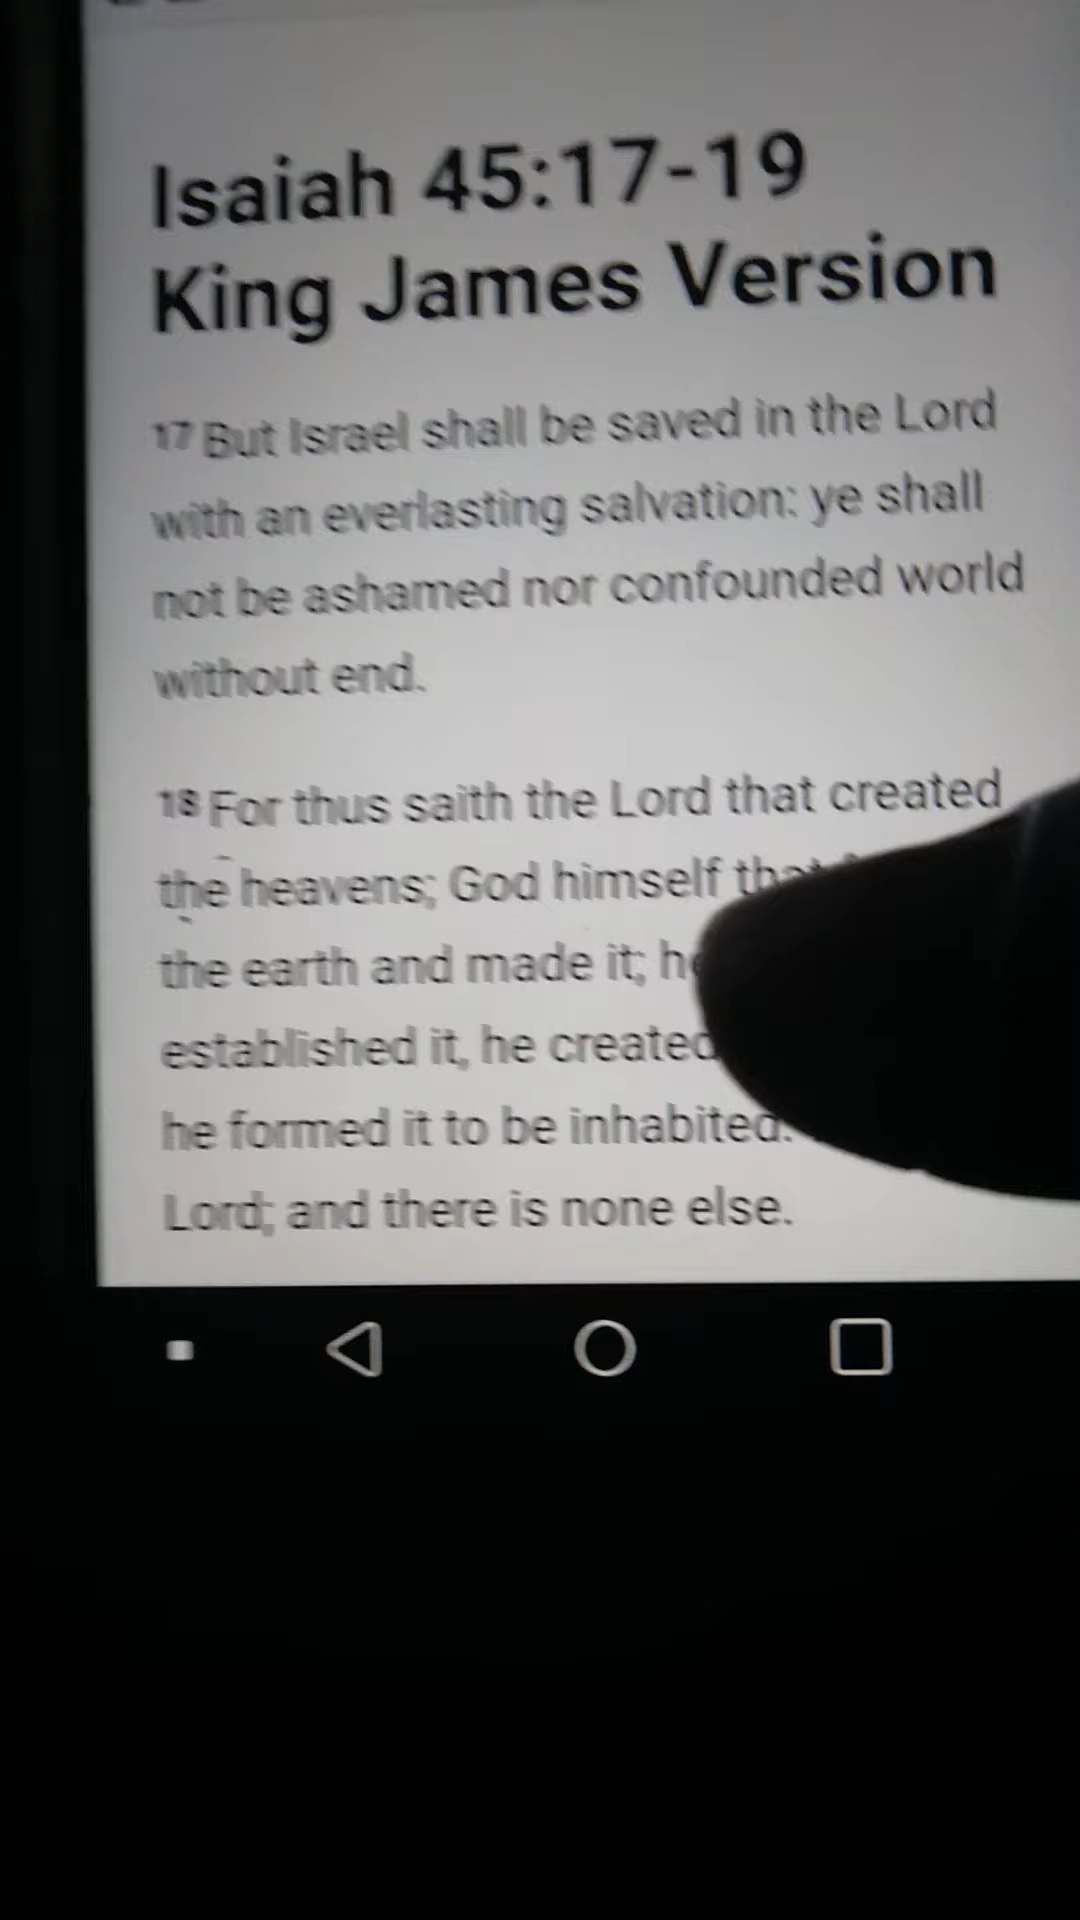 Isaiah 45:17-19
King James Version
17 But Israel shall be saved in the Lord
with an everlasting salvation: ye shall
not be ashamed nor confounded world
without end.
18 For thus saith the Lord that created
the heavens; God himself that
the earth and made it;
established it, he created
he formed it to be inhabited:
Lord; and there is none else.